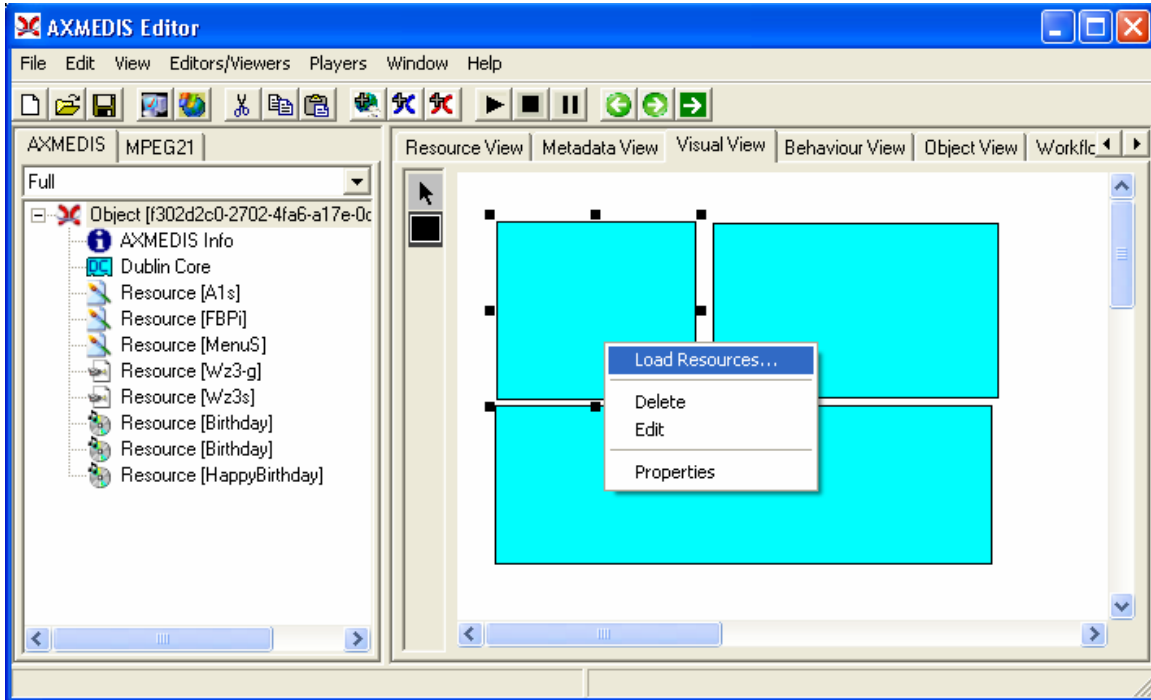 AXMEDIS Editor
File Edit View Editors/Viewers Players Window Help
AXMEDIS MPEG21
Full
Object [f302d2c0-2702-4fa6-a17e-0c
AXMEDIS Info
DC Dublin Core
Resource [A1s]
Resource [FBPi]
Resource [MenuS]
Resource [Wz3-g]
Resource [Wz3s]
Resource [Birthday]
Resource [Birthday]
Resource [HappyBirthday]
Resource View Metadata View Visual View Behaviour View Object View Workflc
Load Resources...
Delete
Edit
Properties